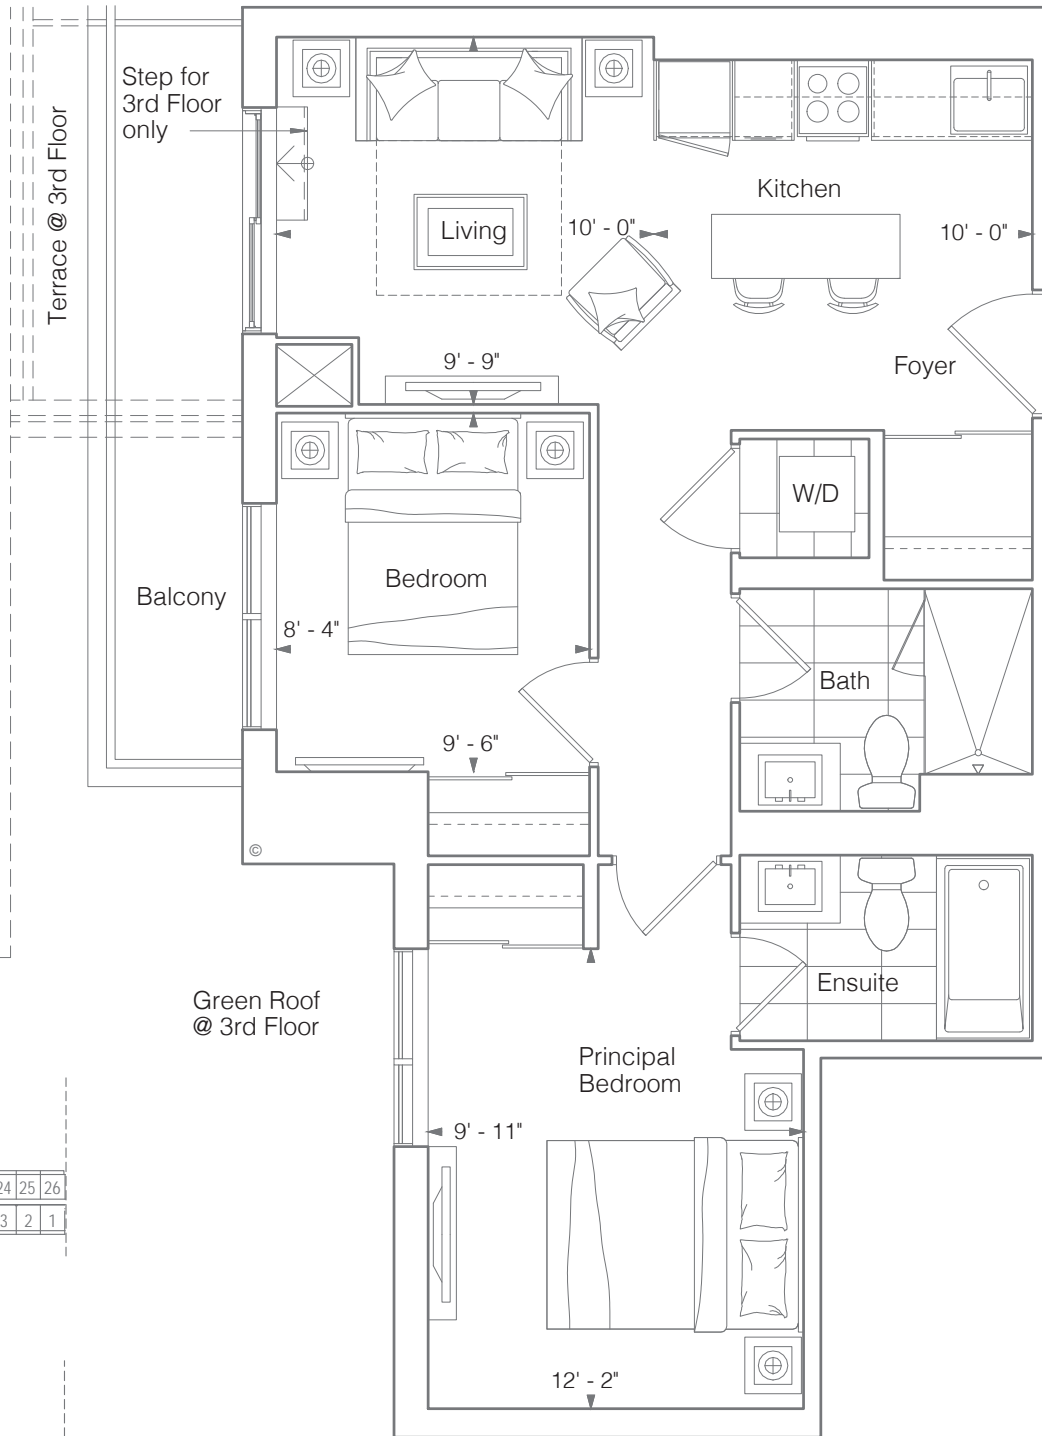 Step for
3rd Floor
only
Terrace @ 3rd Floor
Kitchen
Living
10' - 0"
10' - 0"
9' - 9"
Foyer
W/D
Bedroom
Balcony
8' - 4"
Bath
9' - 6"
©
Ensuite
Green Roof
@ 3rd Floor
Principal
Bedroom
9' - 11"
24 25 26
3 2 1
12' - 2"